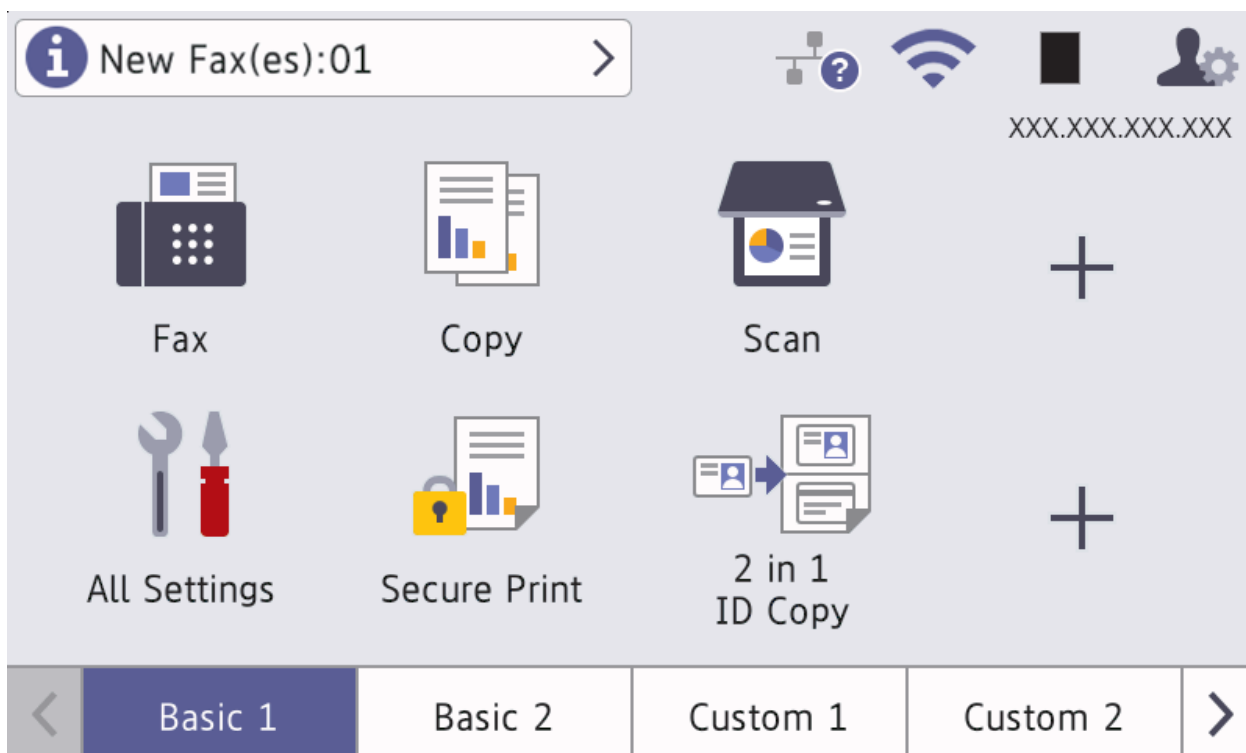 New Fax(es):01
XXX.XXX.XXX.XXX
Fax
Copy
Scan
All Settings
Secure Print
2 in 1
ID Copy
Basic 1
Basic 2
Custom 1
Custom 2